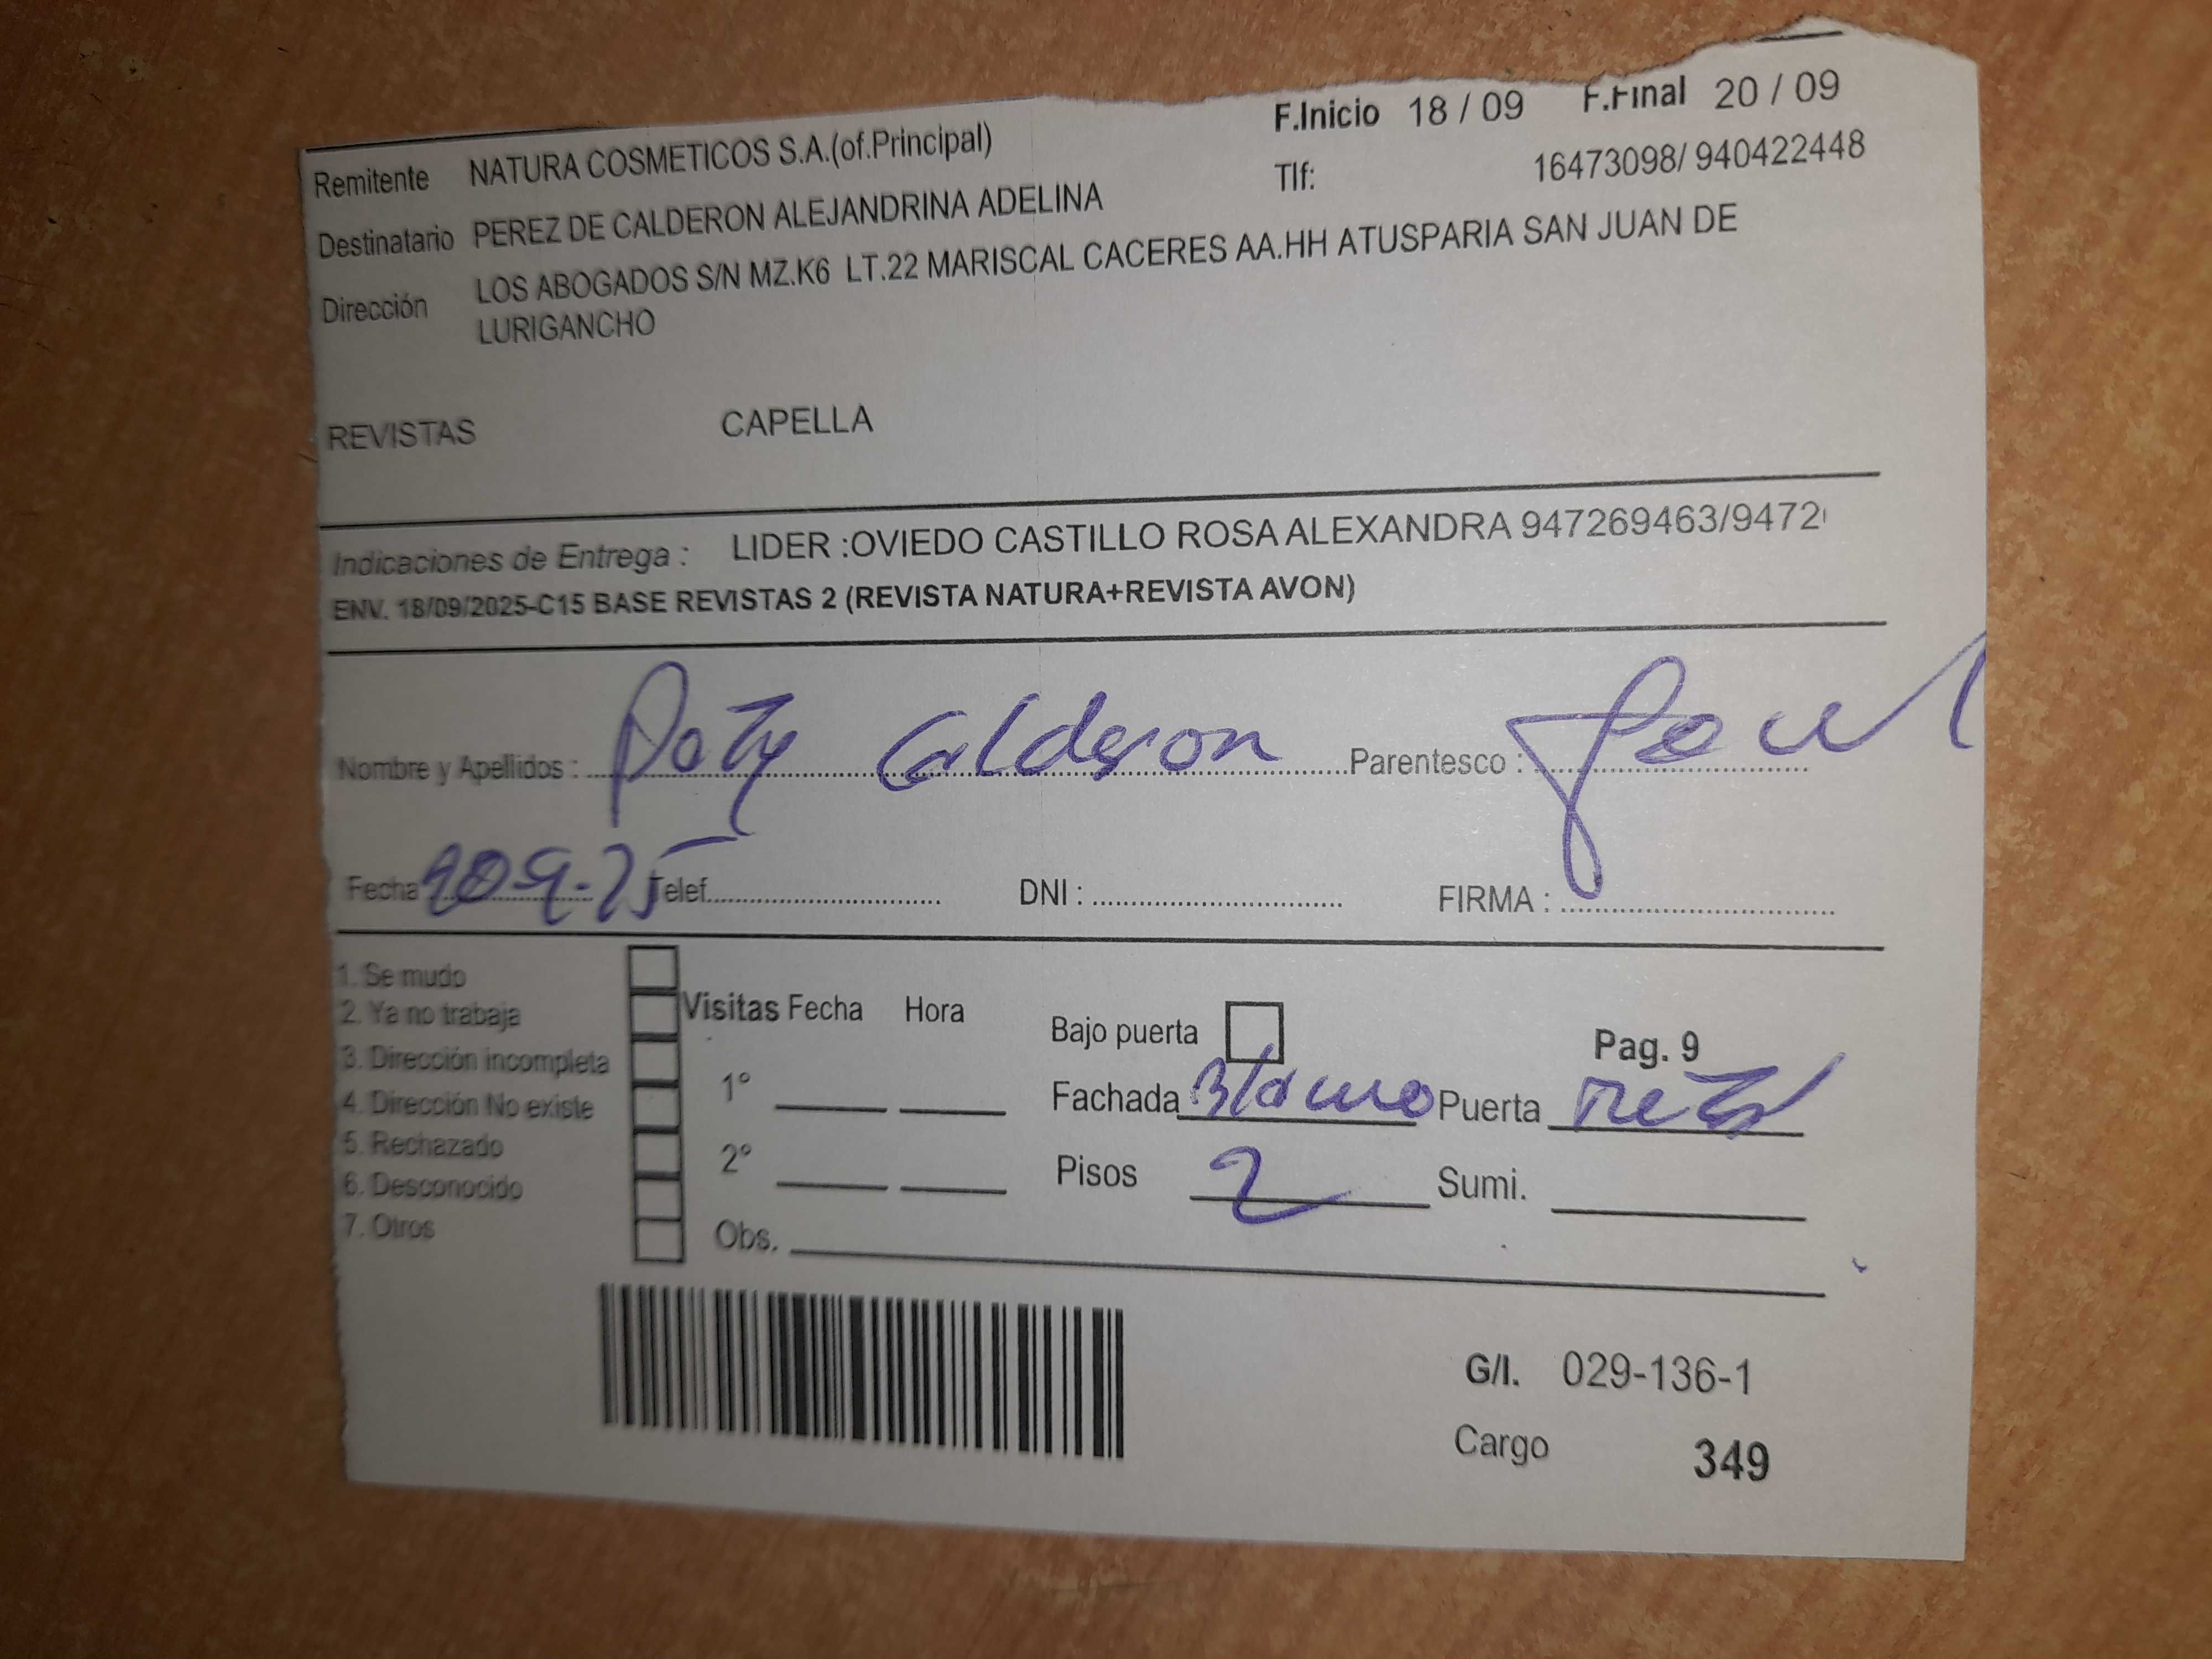 F.Inicio 18 / 09 F.Final 20 / 09
Remitente NATURA COSMETICOS S.A.(of.Principal)
Tlf: 16473098/ 940422448
Destinatario PEREZ DE CALDERON ALEJANDRINA ADELINA
Dirección LOS ABOGADOS S/N MZ.K6 LT.22 MARISCAL CACERES AA.HH ATUSPARIA SAN JUAN DE
LURIGANCHO
REVISTAS CAPELLA
Indicaciones de Entrega : LIDER :OVIEDO CASTILLO ROSA ALEXANDRA 947269463/9472
ENV. 18/09/2025-C15 BASE REVISTAS 2 (REVISTA NATURA+REVISTA AVON)
Nombre y Apellidos : Paty Calderon Parentesco :
Fecha Telef. DNI : FIRMA :
1. Se mudo
2. Ya no trabaja
3. Dirección incompleta
4. Dirección No existe
5. Rechazado
6. Desconocido
7. Otros
Visitas Fecha Hora
1°
2°
Obs.
Bajo puerta Pag. 9
Fachada Blanco Puerta Metal
Pisos 2 Sumi.
G/I. 029-136-1
Cargo 349